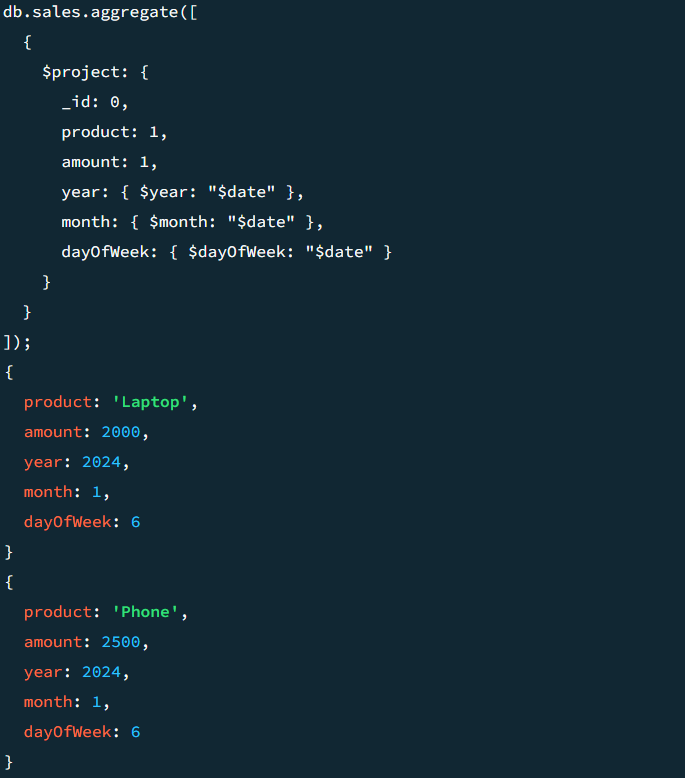 db.sales.aggregate([
  {
    $project: {
      _id: 0,
      product: 1,
      amount: 1,
      year: { $year: "$date" },
      month: { $month: "$date" },
      dayOfWeek: { $dayOfWeek: "$date" }
    }
  }
]);
{
  product: 'Laptop',
  amount: 2000,
  year: 2024,
  month: 1,
  dayOfWeek: 6
}
{
  product: 'Phone',
  amount: 2500,
  year: 2024,
  month: 1,
  dayOfWeek: 6
}